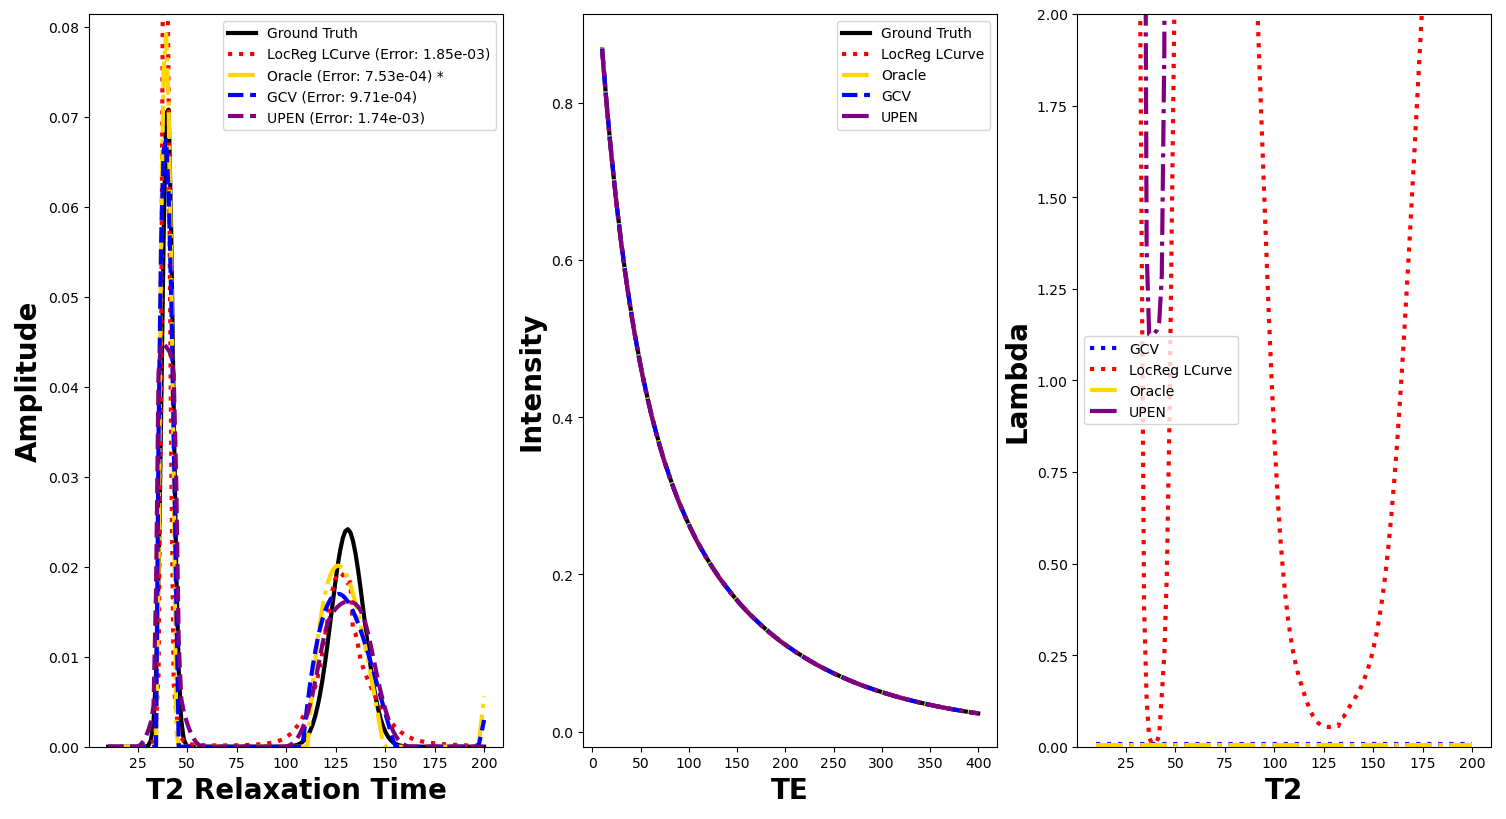 0.08
0.07
0.06
0.05
0.04
0.03
0.02
0.01
0.00
Amplitude
25 50 75 100 125 150 175 200
T2 Relaxation Time
Ground Truth
LocReg LCurve (Error: 1.85e-03)
Oracle (Error: 7.53e-04) *
GCV (Error: 9.71e-04)
UPEN (Error: 1.74e-03)
0.8
0.6
0.4
0.2
0.0
Intensity
0 50 100 150 200 250 300 350 400
TE
Ground Truth
LocReg LCurve
Oracle
GCV
UPEN
2.00
1.75
1.50
1.25
1.00
0.75
0.50
0.25
0.00
Lambda
25 50 75 100 125 150 175 200
T2
GCV
LocReg LCurve
Oracle
UPEN